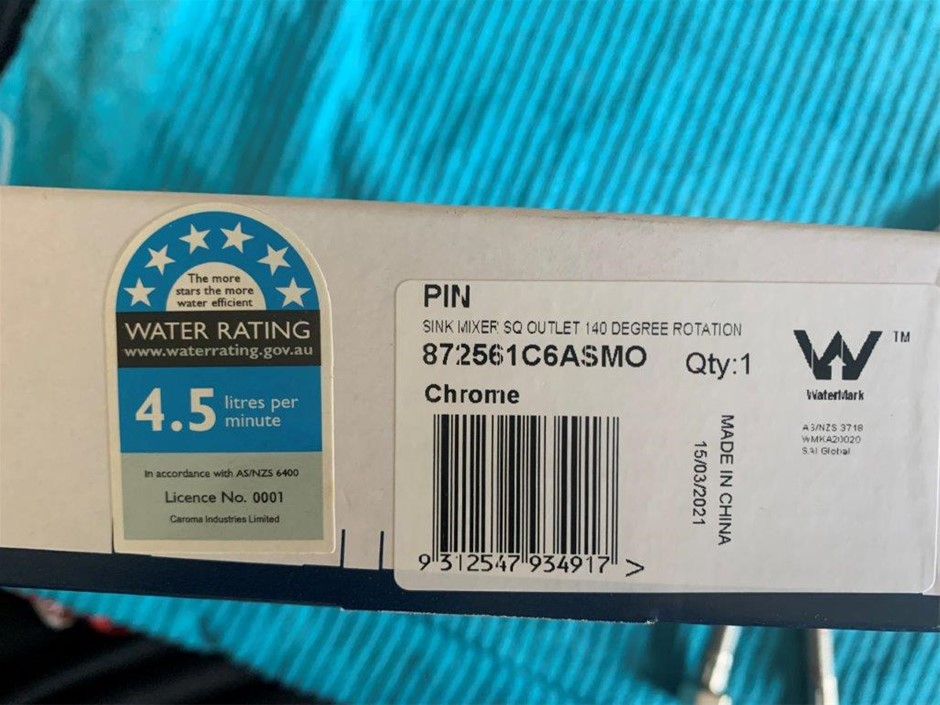 The more
stars the more
water efficient
WATER RATING
www.waterrating.gov.au
4.5 litres per
minute
In accordance with AS/NZS 6400
Licence No. 0001
Caroma Industries Limited
PIN
SINK MIXER SQ OUTLET 140 DEGREE ROTATION
872561C6ASMO Qty:1
Chrome
9 312547 934917 >
MADE IN CHINA
15/03/2021
TM
WaterMark
AS/NZS 3718
WMKA20020
SAI Global